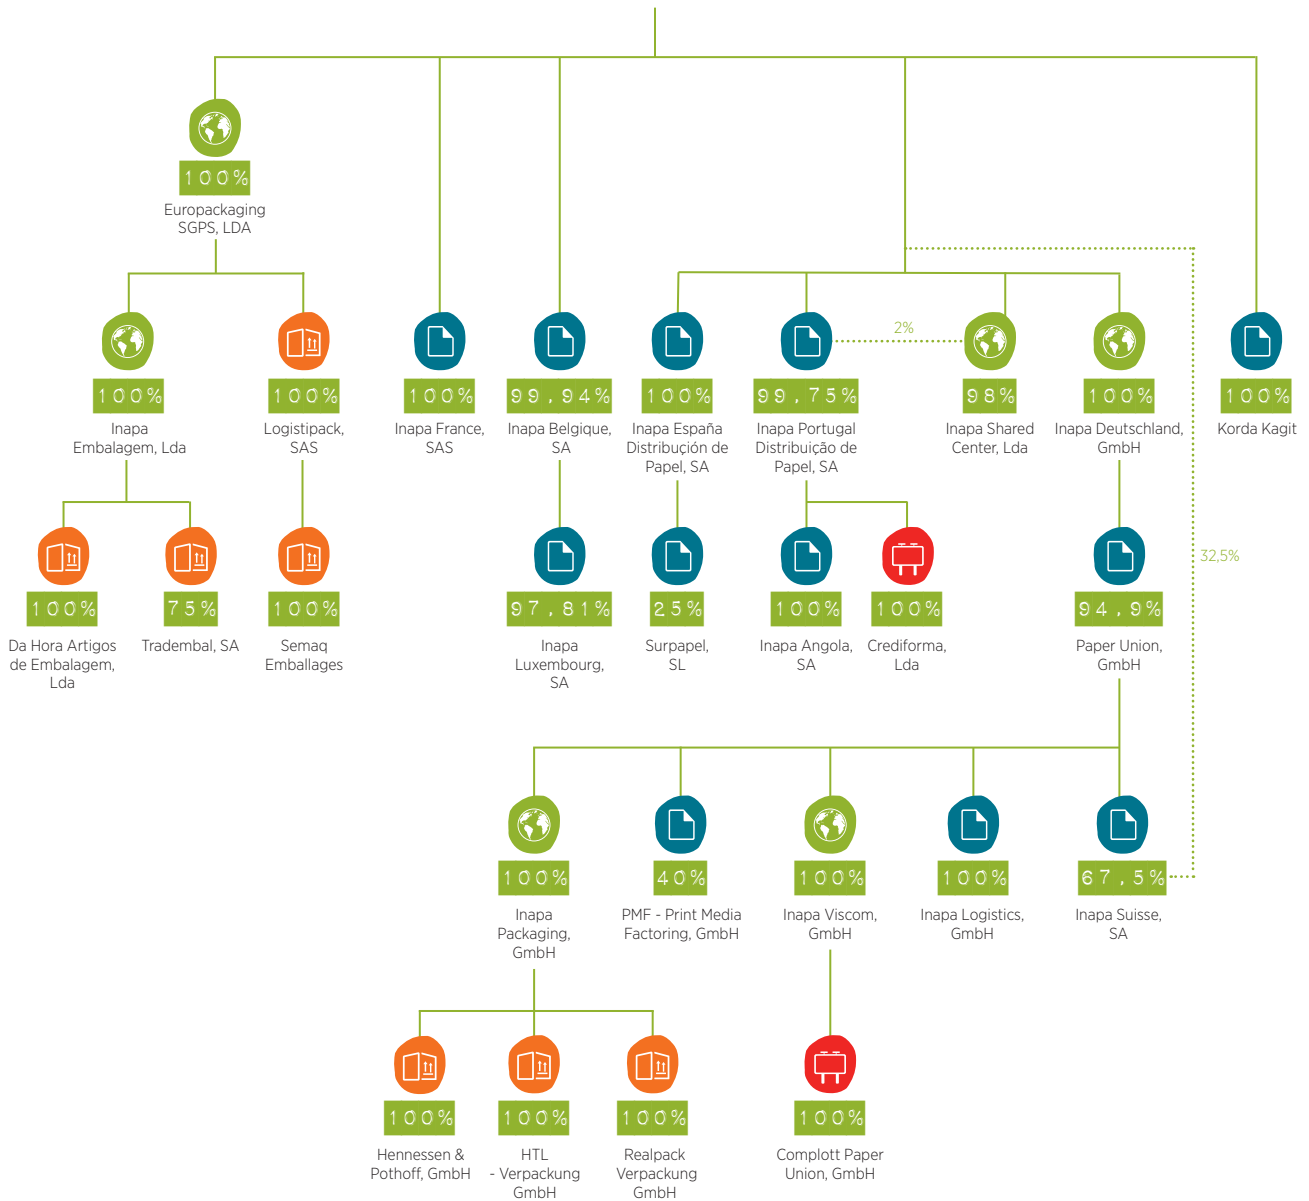 100%
Europackaging
SGPS, LDA
2%
100%
Inapa
Embalagem, Lda
100%
Logistipack,
SAS
100%
Inapa France,
SAS
99,94%
Inapa Belgique,
SA
100%
Inapa España
Distribuçión de
Papel, SA
99,75%
Inapa Portugal
Distribuição de
Papel, SA
98%
Inapa Shared
Center, Lda
100%
Inapa Deutschland,
GmbH
100%
Korda Kagit
32,5%
100%
Da Hora Artigos
de Embalagem,
Lda
75%
Tradembal, SA
100%
Semaq
Emballages
97,81%
Inapa
Luxembourg,
SA
25%
Surpapel,
SL
100%
Inapa Angola,
SA
100%
Crediforma,
Lda
94,9%
Paper Union,
GmbH
100%
Inapa
Packaging,
GmbH
40%
PMF - Print Media
Factoring, GmbH
100%
Inapa Viscom,
GmbH
100%
Inapa Logistics,
GmbH
67,5%
Inapa Suisse,
SA
100%
Hennessen &
Pothoff, GmbH
100%
HTL
- Verpackung
GmbH
100%
Realpack
Verpackung
GmbH
100%
Complott Paper
Union, GmbH